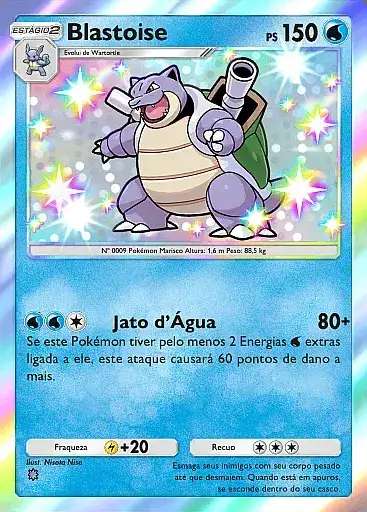 ESTÁGIO 2
Blastoise
PS 150
Evolui de Wartortle
Nº 0009 Pokémon Marisco Altura: 1,6 m Peso: 88,5 kg
Jato d'Água 80+
Se este Pokémon tiver pelo menos 2 Energias extras
ligada a ele, este ataque causará 60 pontos de dano a
mais.
Fraqueza +20 Recuo
Ilust. Nisota Niso
Esmaga seus inimigos com seu corpo pesado
até que desmaiem. Quando está em apuros,
se esconde dentro do seu casco.